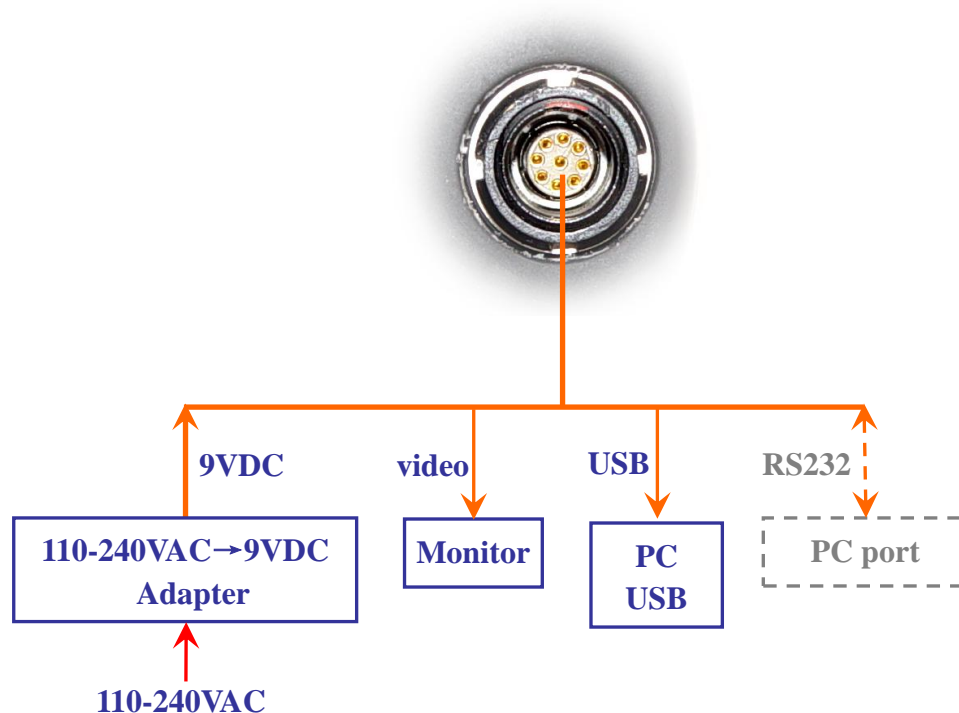 9VDC
video
USB
RS232
110-240VAC→9VDC
Adapter
Monitor
PC
USB
PC port
110-240VAC